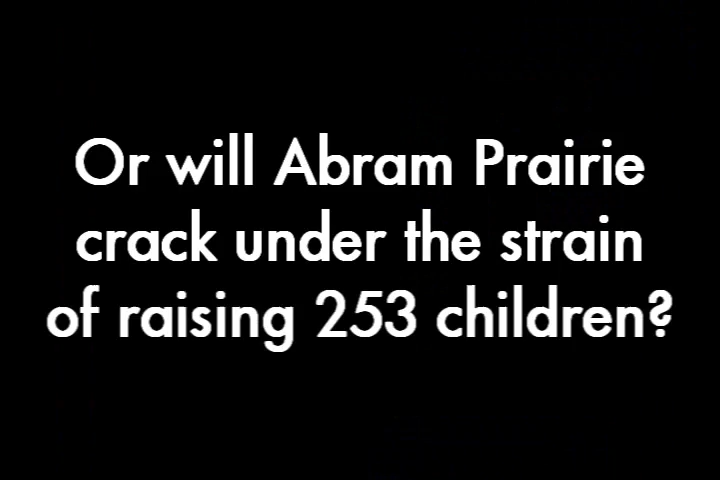 Or will Abram Prairie
crack under the strain
of raising 253 children?